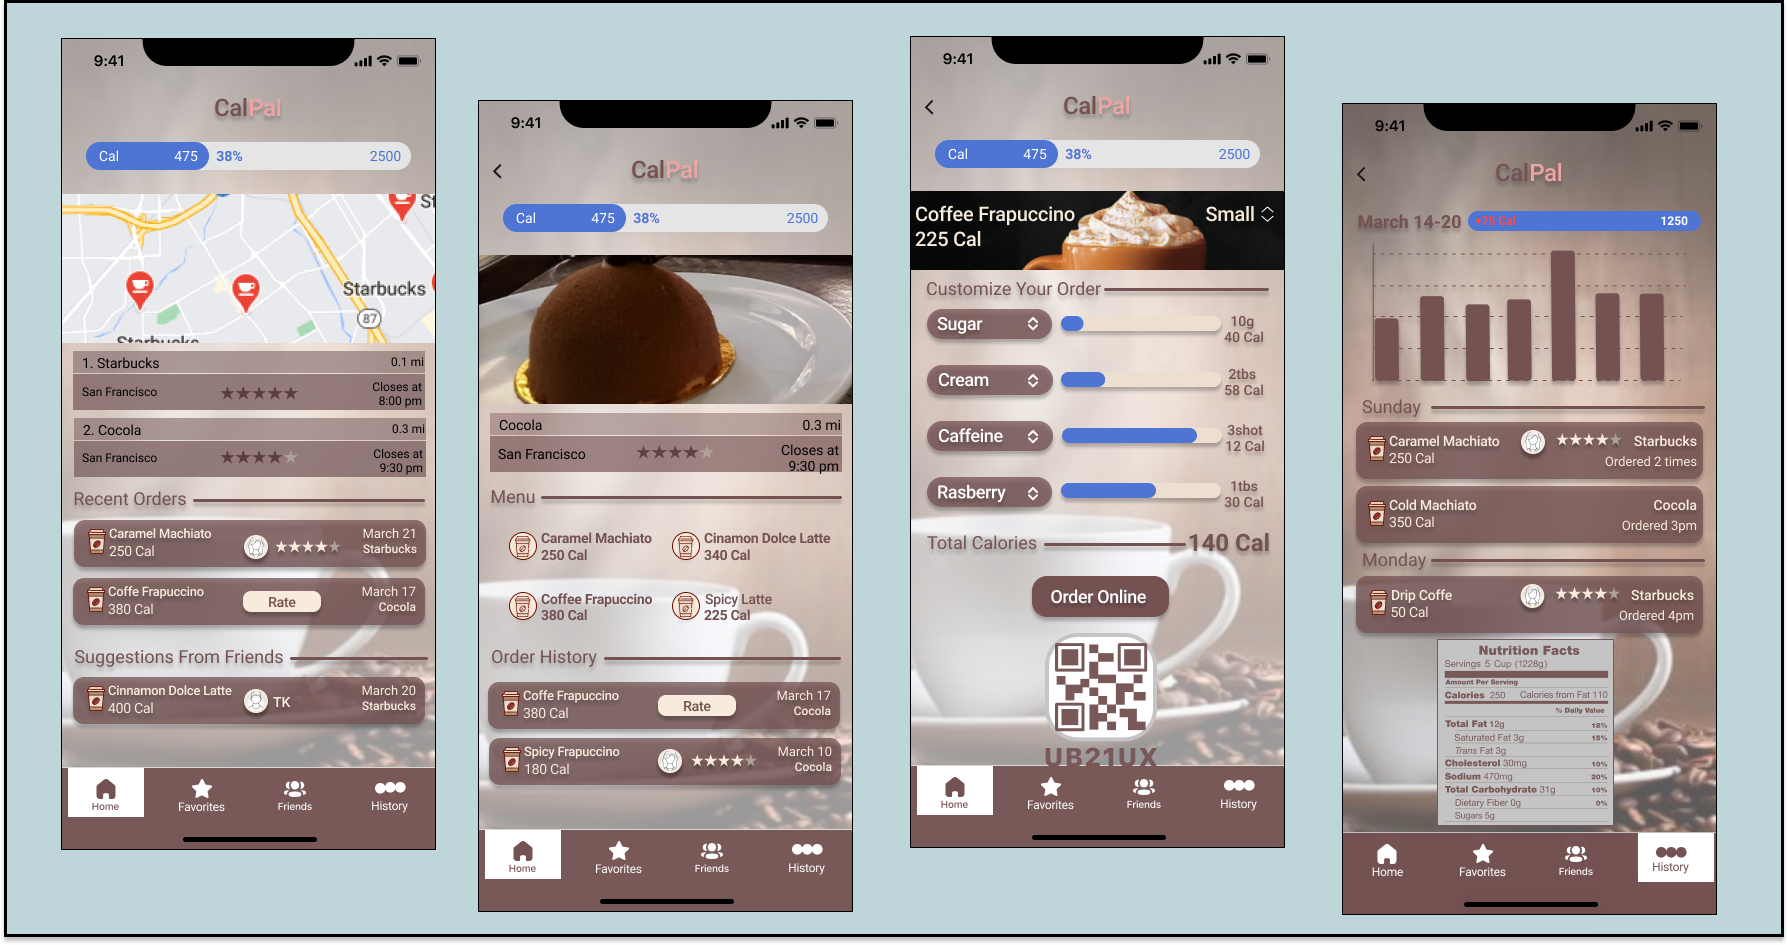 9:41
CalPal
Cal 475 38% 2500
St
Starbucks
87
Starbucks
1. Starbucks 0.1 mi
San Francisco Closes at
8:00 pm
2. Cocola 0.3 mi
San Francisco Closes at
9:30 pm
Recent Orders
Caramel Machiato March 21
250 Cal Starbucks
Coffe Frapuccino March 17
380 Cal Rate Cocola
Suggestions From Friends
Cinnamon Dolce Latte March 20
400 Cal TK Starbucks
Home Favorites Friends History
9:41
CalPal
Cal 475 38% 2500
Cocola 0.3 mi
San Francisco Closes at
9:30 pm
Menu
Caramel Machiato Cinamon Dolce Latte
250 Cal 340 Cal
Coffee Frapuccino Spicy Latte
380 Cal 225 Cal
Order History
Coffe Frapuccino March 17
380 Cal Rate Cocola
Spicy Frapuccino March 10
180 Cal Cocola
Home Favorites Friends History
9:41
CalPal
Cal 475 38% 2500
Coffee Frapuccino Small
225 Cal
Customize Your Order
Sugar 10g
40 Cal
Cream 2tbs
58 Cal
Caffeine 3shot
12 Cal
Rasberry 1tbs
30 Cal
Total Calories 140 Cal
Order Online
UB21UX
Home Favorites Friends History
9:41
CalPal
March 14-20 +75 Cal 1250
Sunday
Caramel Machiato Starbucks
250 Cal Ordered 2 times
Cold Machiato Cocola
350 Cal Ordered 3pm
Monday
Drip Coffe Starbucks
50 Cal Ordered 4pm
Nutrition Facts
Servings 5 Cup (1228g)
Amount Per Serving
Calories 250 Calories from Fat 110
% Daily Value
Total Fat 12g 18%
Saturated Fat 3g 15%
Trans Fat 3g
Cholesterol 30mg 10%
Sodium 470mg 20%
Total Carbohydrate 31g 10%
Dietary Fiber 0g 0%
Sugars 5g
Home Favorites Friends History